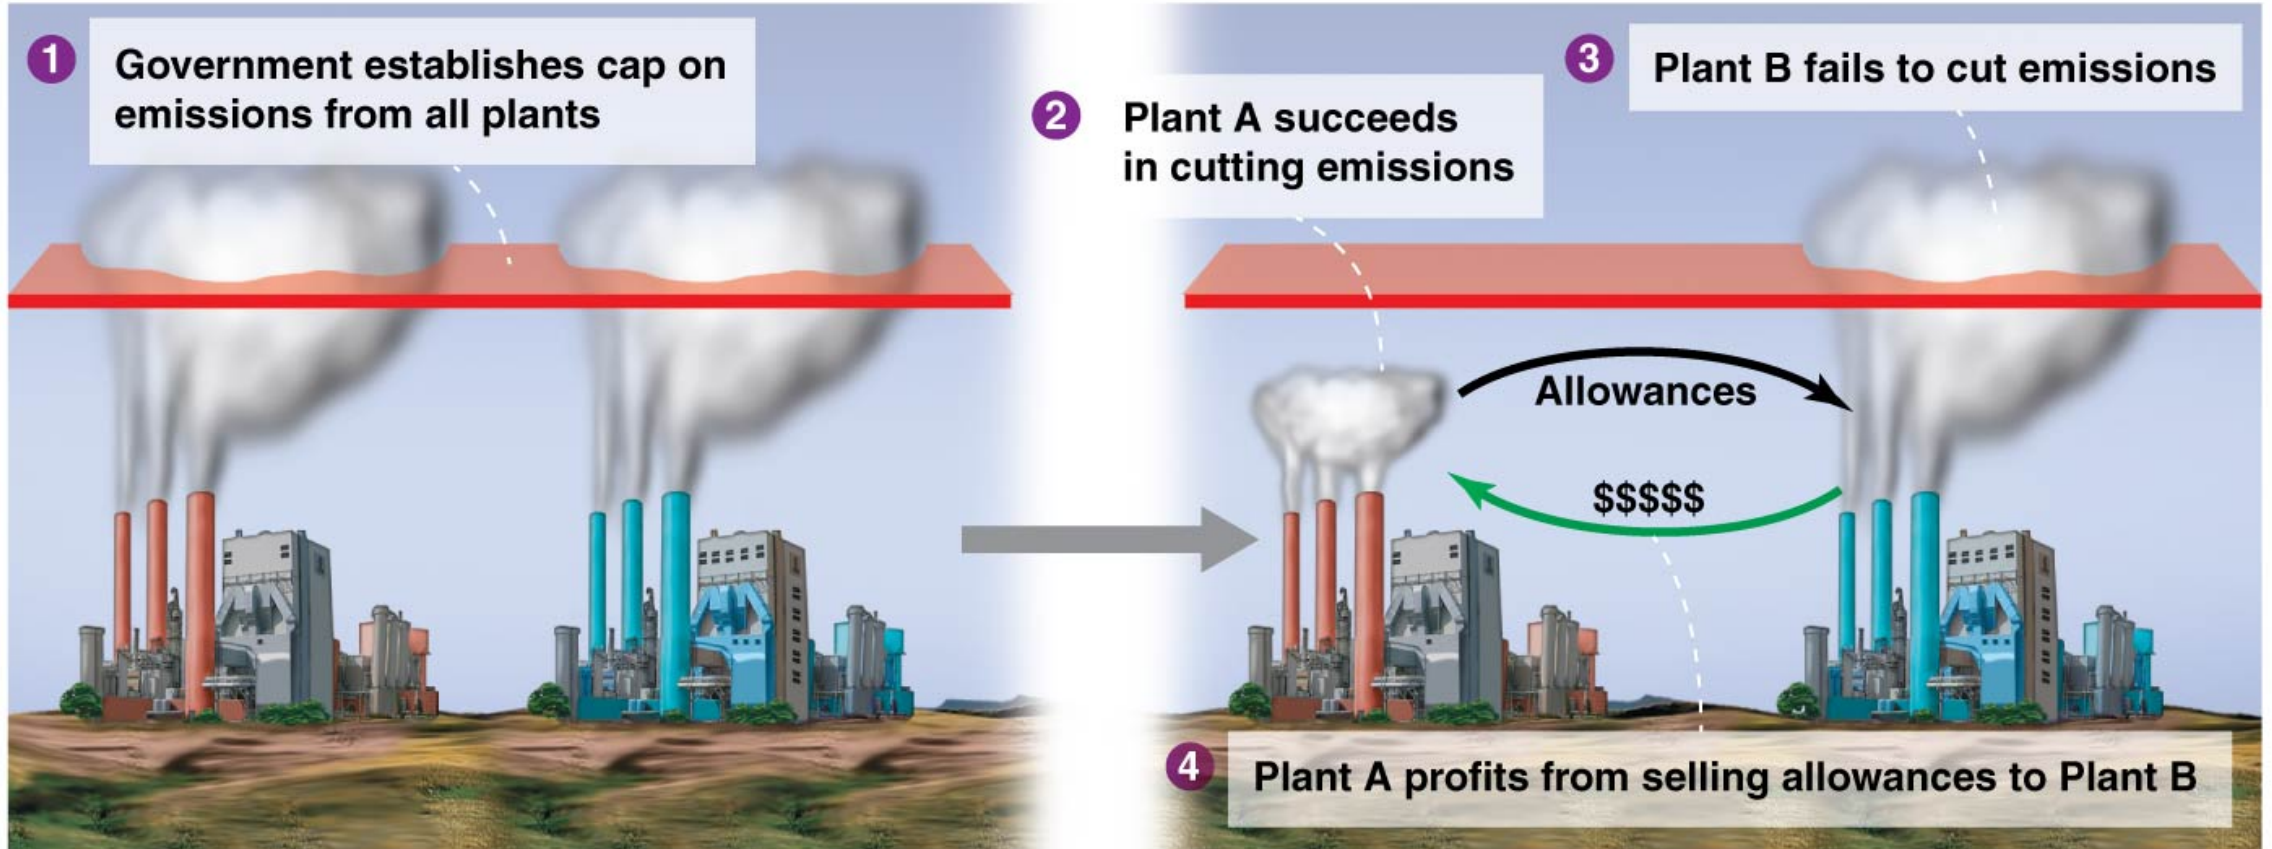 1
Government establishes cap on
emissions from all plants
2
Plant A succeeds
in cutting emissions
3
Plant B fails to cut emissions
Allowances
$$$$$
4
Plant A profits from selling allowances to Plant B